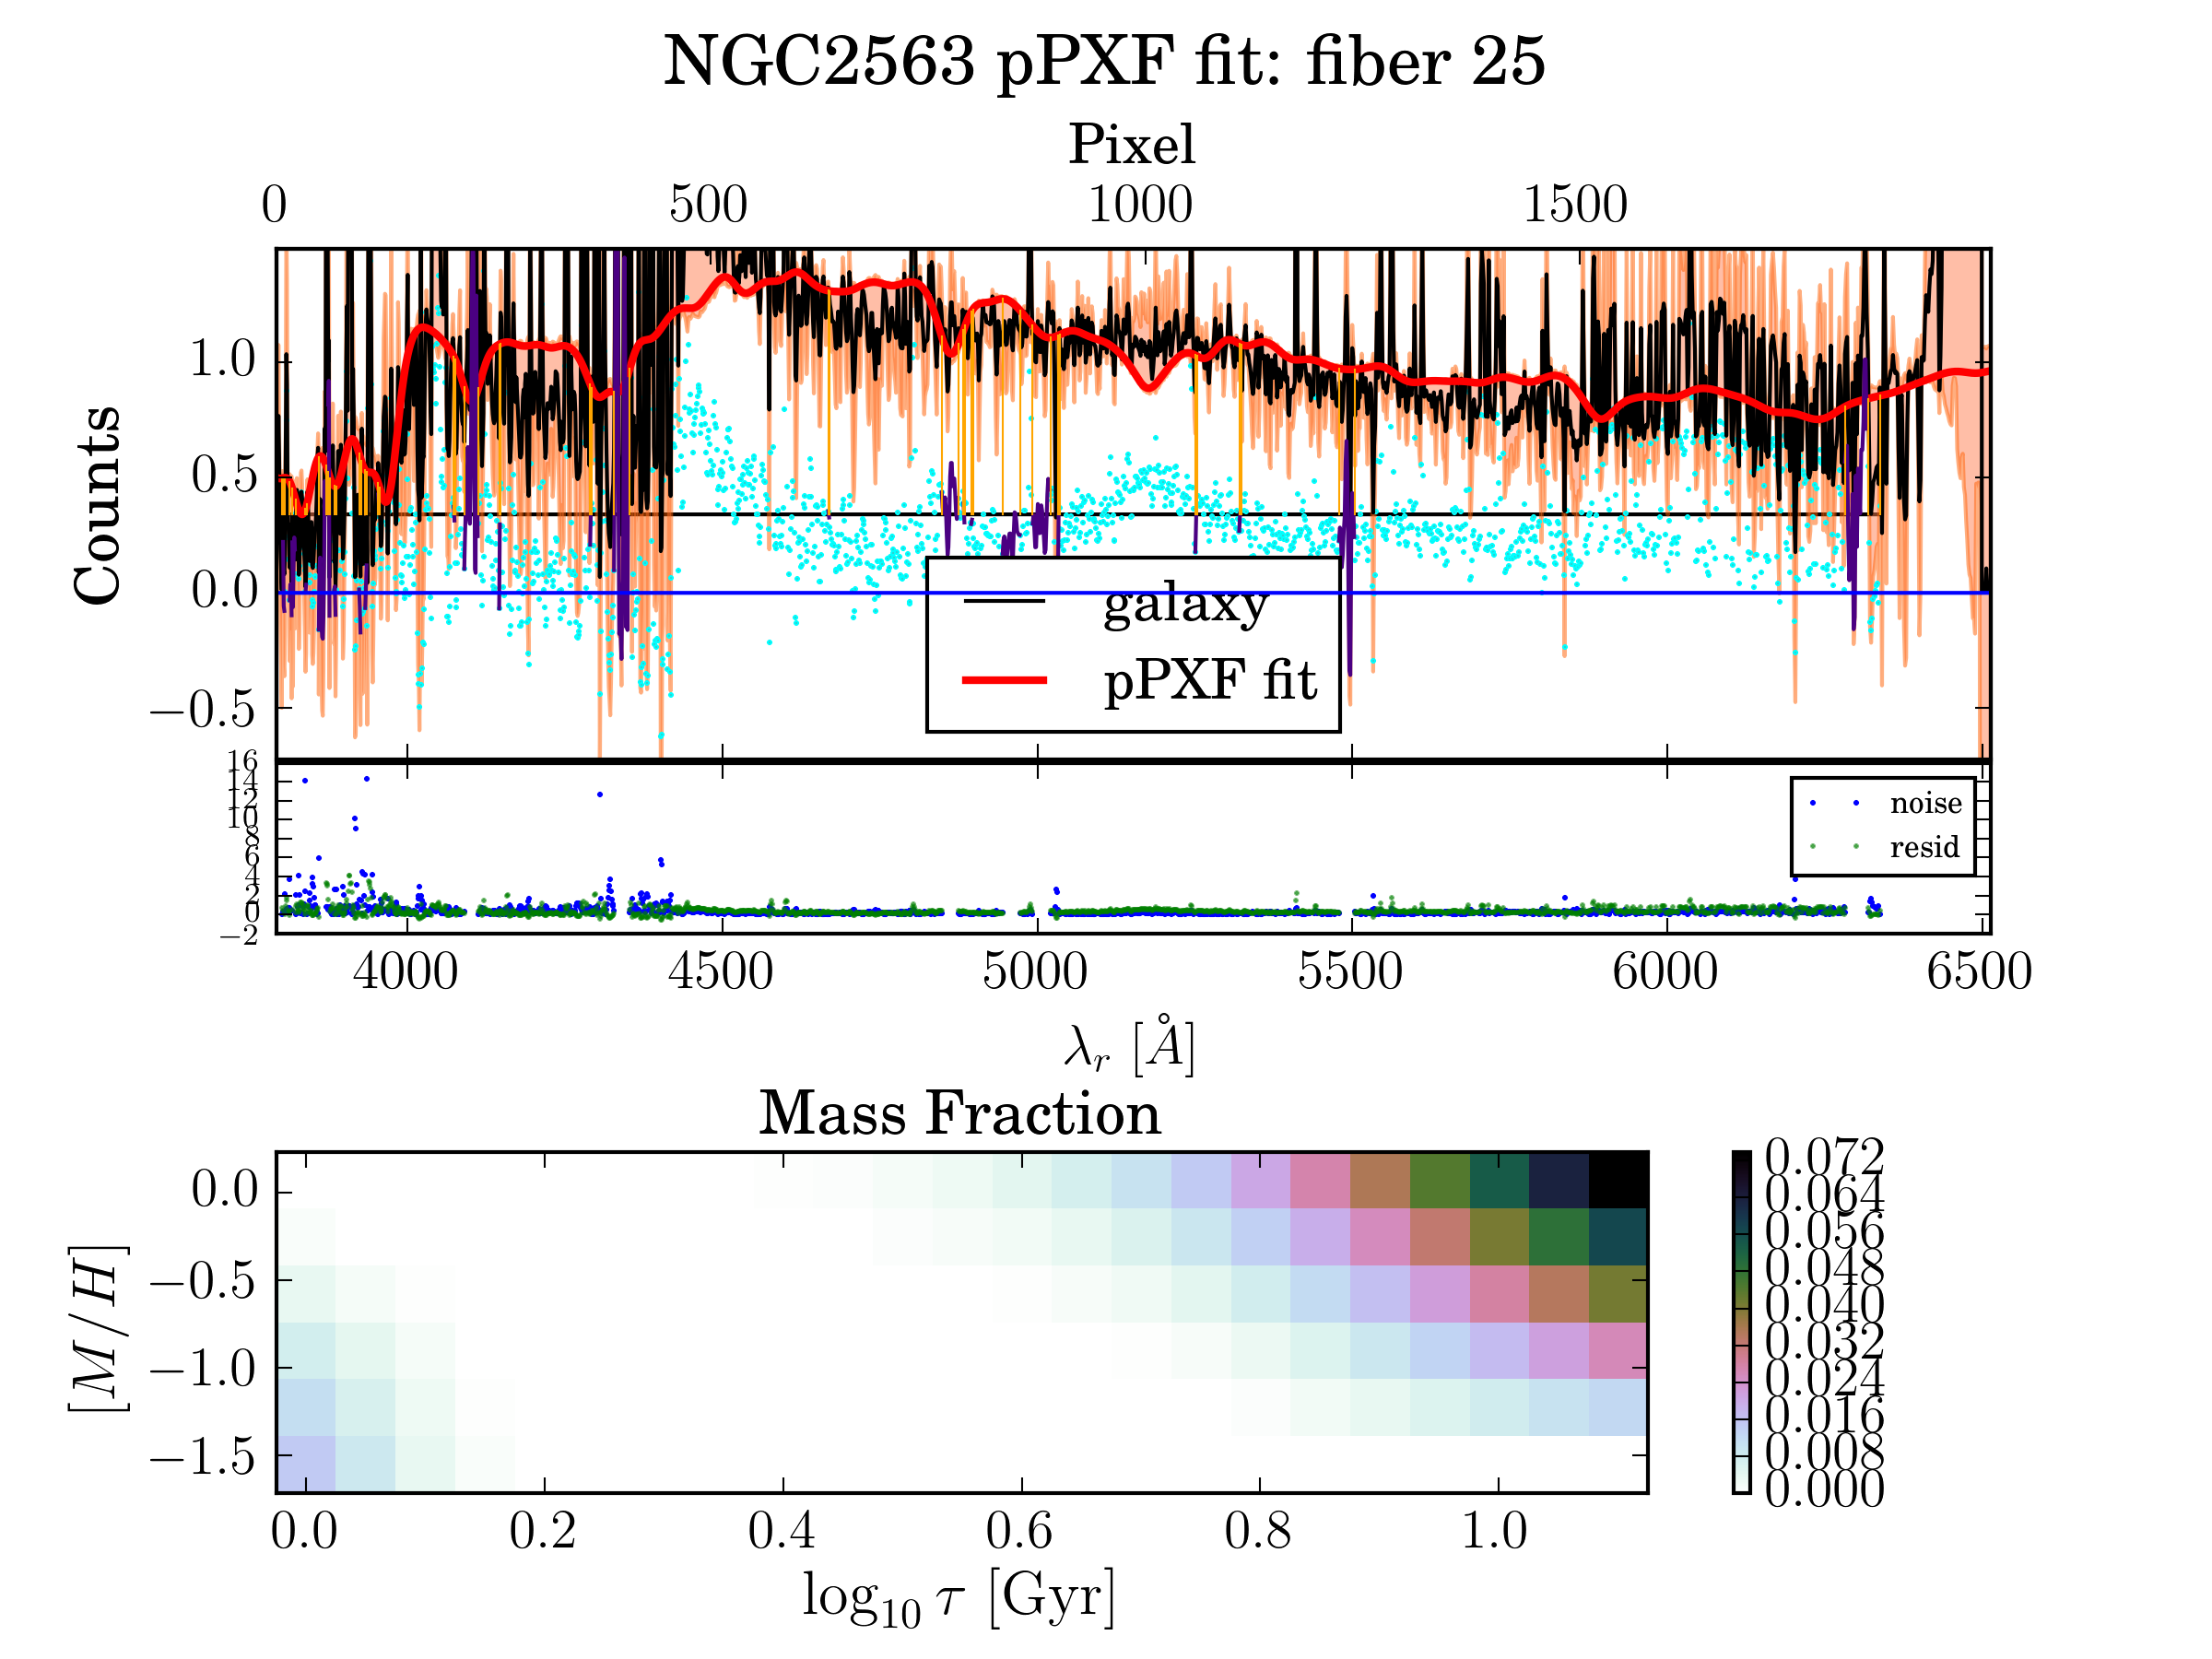 NGC2563 pPXF fit: fiber 25
Pixel
0 500 1000 1500
Counts
1.0
0.5
0.0
−0.5
galaxy
pPXF fit
16
14
12
10
8
6
4
2
0
−2
noise
resid
4000 4500 5000 5500 6000 6500
λr [Å]
Mass Fraction
[M/H]
0.0
−0.5
−1.0
−1.5
0.072
0.064
0.056
0.048
0.040
0.032
0.024
0.016
0.008
0.000
0.0 0.2 0.4 0.6 0.8 1.0
log10 τ [Gyr]